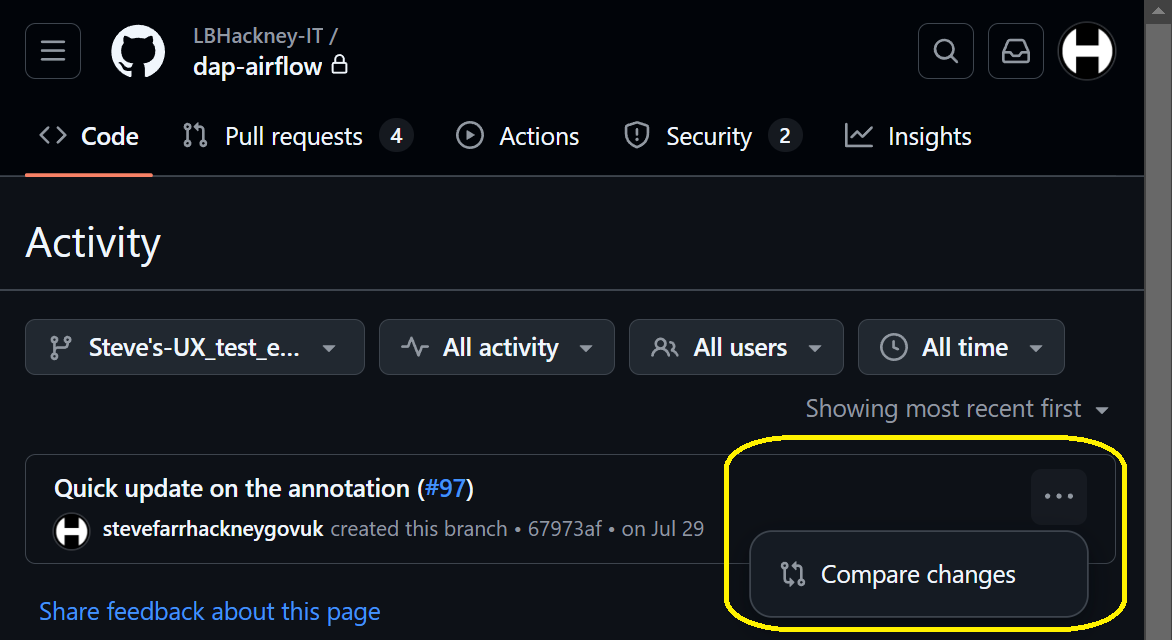 LBHackney-IT /
dap-airflow
Code Pull requests 4 Actions Security 2 Insights
Activity
Steve's-UX_test_e... All activity All users All time
Showing most recent first
Quick update on the annotation (#97)
stevefarrhackneygovuk created this branch • 67973af • on Jul 29
Compare changes
Share feedback about this page